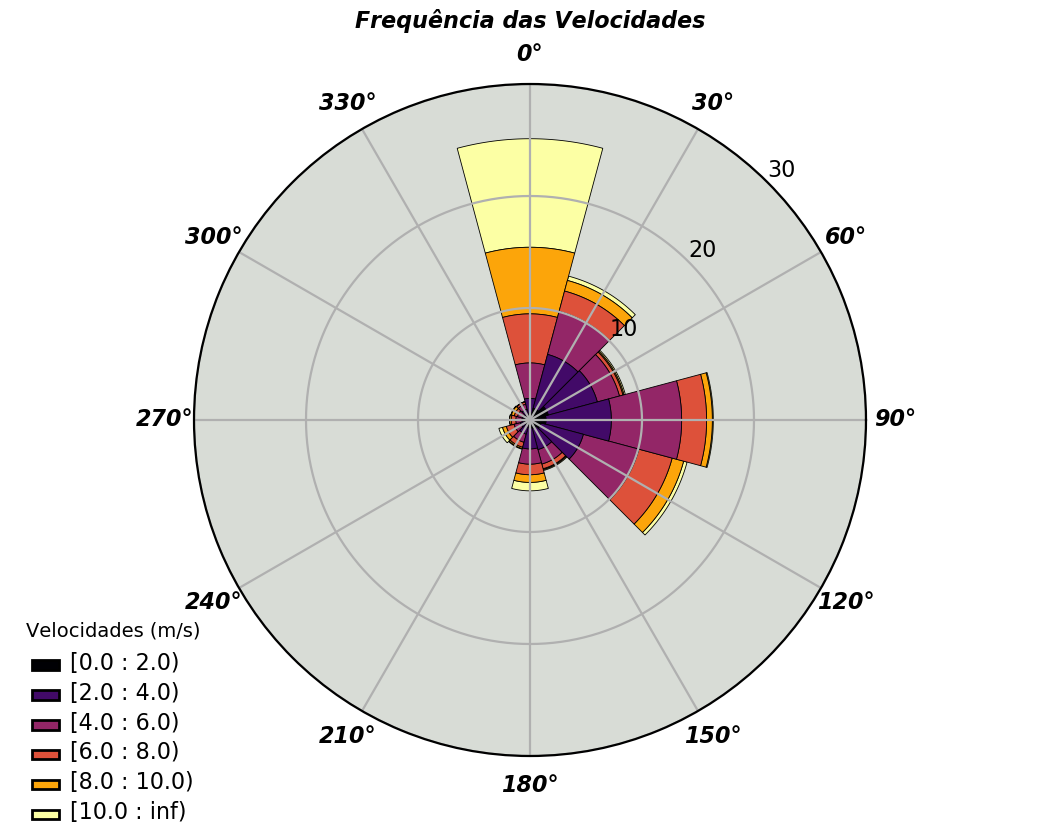 Frequência das Velocidades
0°
330°
30°
30
300°
60°
20
10
270°
90°
240°
120°
210°
150°
180°
Velocidades (m/s)
[0.0 : 2.0)
[2.0 : 4.0)
[4.0 : 6.0)
[6.0 : 8.0)
[8.0 : 10.0)
[10.0 : inf)